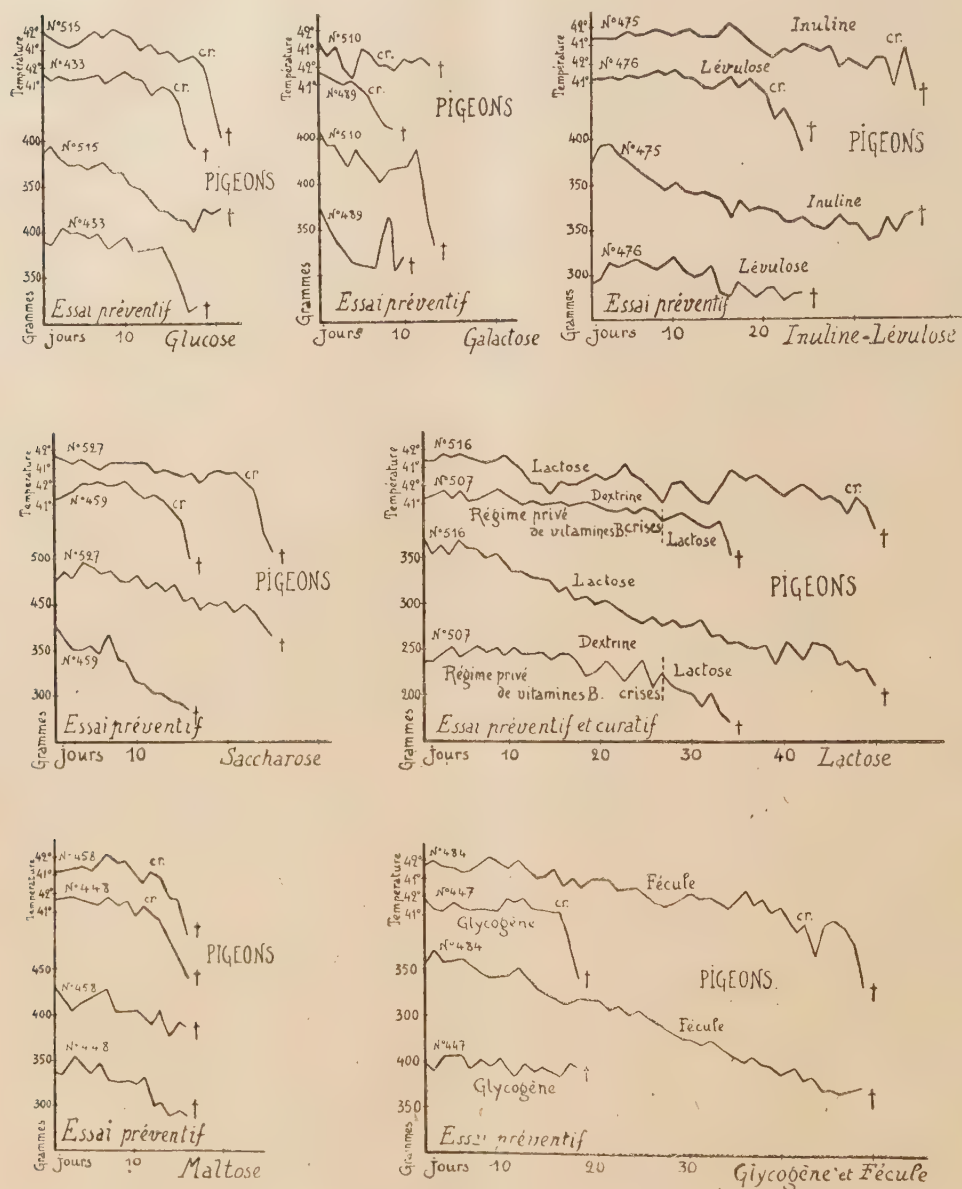 Température
42°
41°
42°
41°
N°515
N°433
cr.
cr.
†
†
400
350
400
350
N°515
N°433
PIGEONS
†
†
Grammes
Essai préventif
Jours
10
Glucose
Température
42°
41°
42°
41°
N°510
N°489
cr.
cr.
†
†
PIGEONS
400
400
350
N°510
N°489
†
†
Grammes
Essai préventif
Jours
10
Galactose
Température
42°
41°
42°
41°
N°475
Inuline
cr.
N°476
Lévulose
cr.
†
†
PIGEONS
400
350
300
N°475
Inuline
†
N°476
Lévulose
†
Grammes
Essai préventif
Jours
10
20
Inuline-Lévulose
Température
42°
41°
42°
41°
N°527
N°459
cr
cr
†
†
PIGEONS
500
450
350
300
N°527
N°459
†
†
Grammes
Essai préventif
Jours
10
Saccharose
Température
42°
41°
42°
41°
N°516
Lactose
cr.
†
N°507
Dextrine
Régime privé
de vitamines B.
crises
Lactose
†
PIGEONS
350
300
250
200
N°516
Lactose
†
N°507
Dextrine
Régime privé
de vitamines B.
crises
Lactose
†
Grammes
Essai préventif et curatif
Jours
10
20
30
40
Lactose
Température
42°
41°
42°
41°
N°458
N°448
cr.
cr.
†
†
PIGEONS
450
400
350
300
N°458
N°448
†
†
Grammes
Essai préventif
Jours
10
Maltose
Température
42°
41°
42°
41°
N°484
Fécule
cr.
†
N°447
Glycogène
cr.
†
PIGEONS.
350
300
400
350
N°484
Fécule
†
N°447
Glycogène
†
Grammes
Essai préventif
Jours
10
20
30
Glycogène et Fécule